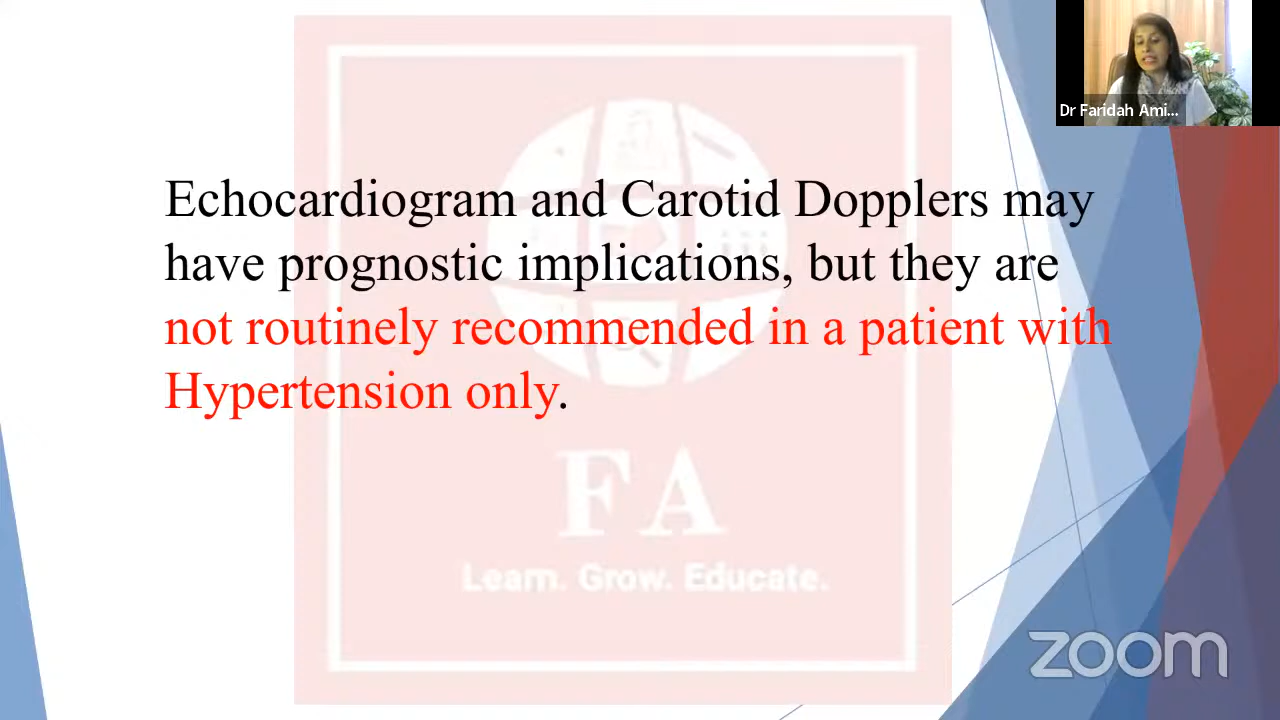 Dr Faridah Ami...
Echocardiogram and Carotid Dopplers may
have prognostic implications, but they are
not routinely recommended in a patient with
Hypertension only.
FA
Learn. Grow. Educate.
zoom